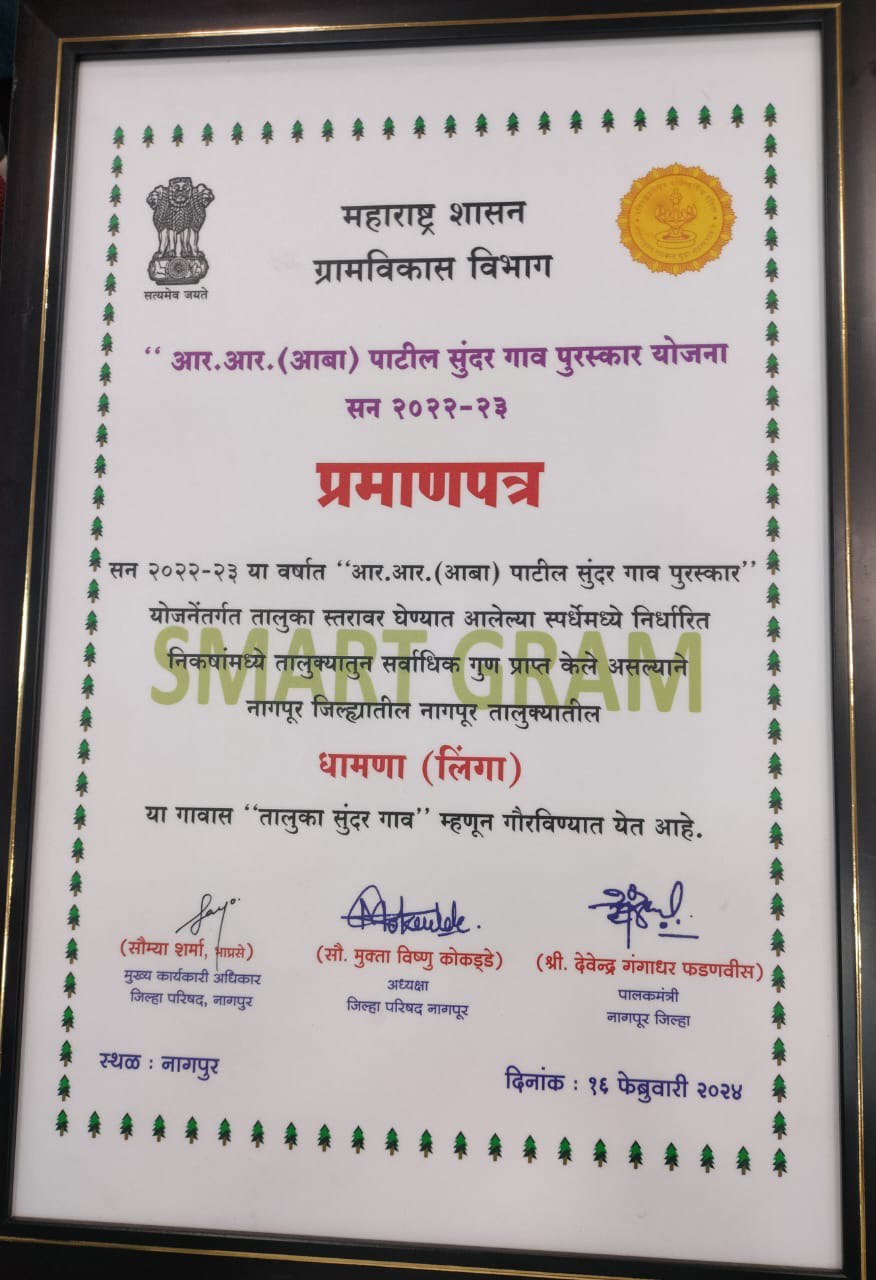 महाराष्ट्र शासन
ग्रामविकास विभाग
सत्यमेव जयते
“ आर.आर.(आबा) पाटील सुंदर गाव पुरस्कार योजना
सन २०२२-२३
प्रमाणपत्र
सन २०२२-२३ या वर्षात “आर.आर.(आबा) पाटील सुंदर गाव पुरस्कार”
योजनेंतर्गत तालुका स्तरावर घेण्यात आलेल्या स्पर्धेमध्ये निर्धारित
SMART GRAM
निकषांमध्ये तालुक्यातुन सर्वाधिक गुण प्राप्त केले असल्याने
नागपूर जिल्ह्यातील नागपूर तालुक्यातील
धामणा (लिंगा)
या गावास “तालुका सुंदर गाव” म्हणून गौरविण्यात येत आहे.
(सौम्या शर्मा, भाप्रसे)
मुख्य कार्यकारी अधिकार
जिल्हा परिषद, नागपुर
(सौ. मुक्ता विष्णु कोकड्डे)
अध्यक्षा
जिल्हा परिषद नागपूर
(श्री. देवेन्द्र गंगाधर फडणवीस)
पालकमंत्री
नागपूर जिल्हा
स्थळ : नागपुर
दिनांक : १६ फेब्रुवारी २०२४